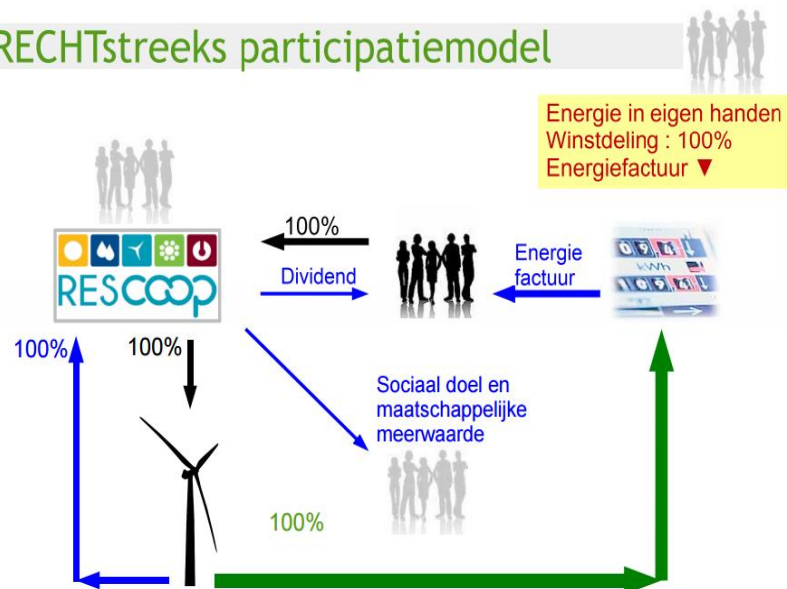 RECHTstreeks participatiemodel
Energie in eigen handen
Winstdeling : 100%
Energiefactuur ▼
100%
Dividend
Energie
factuur
RESCOOP
kWh
100%
100%
Sociaal doel en
maatschappelijke
meerwaarde
100%